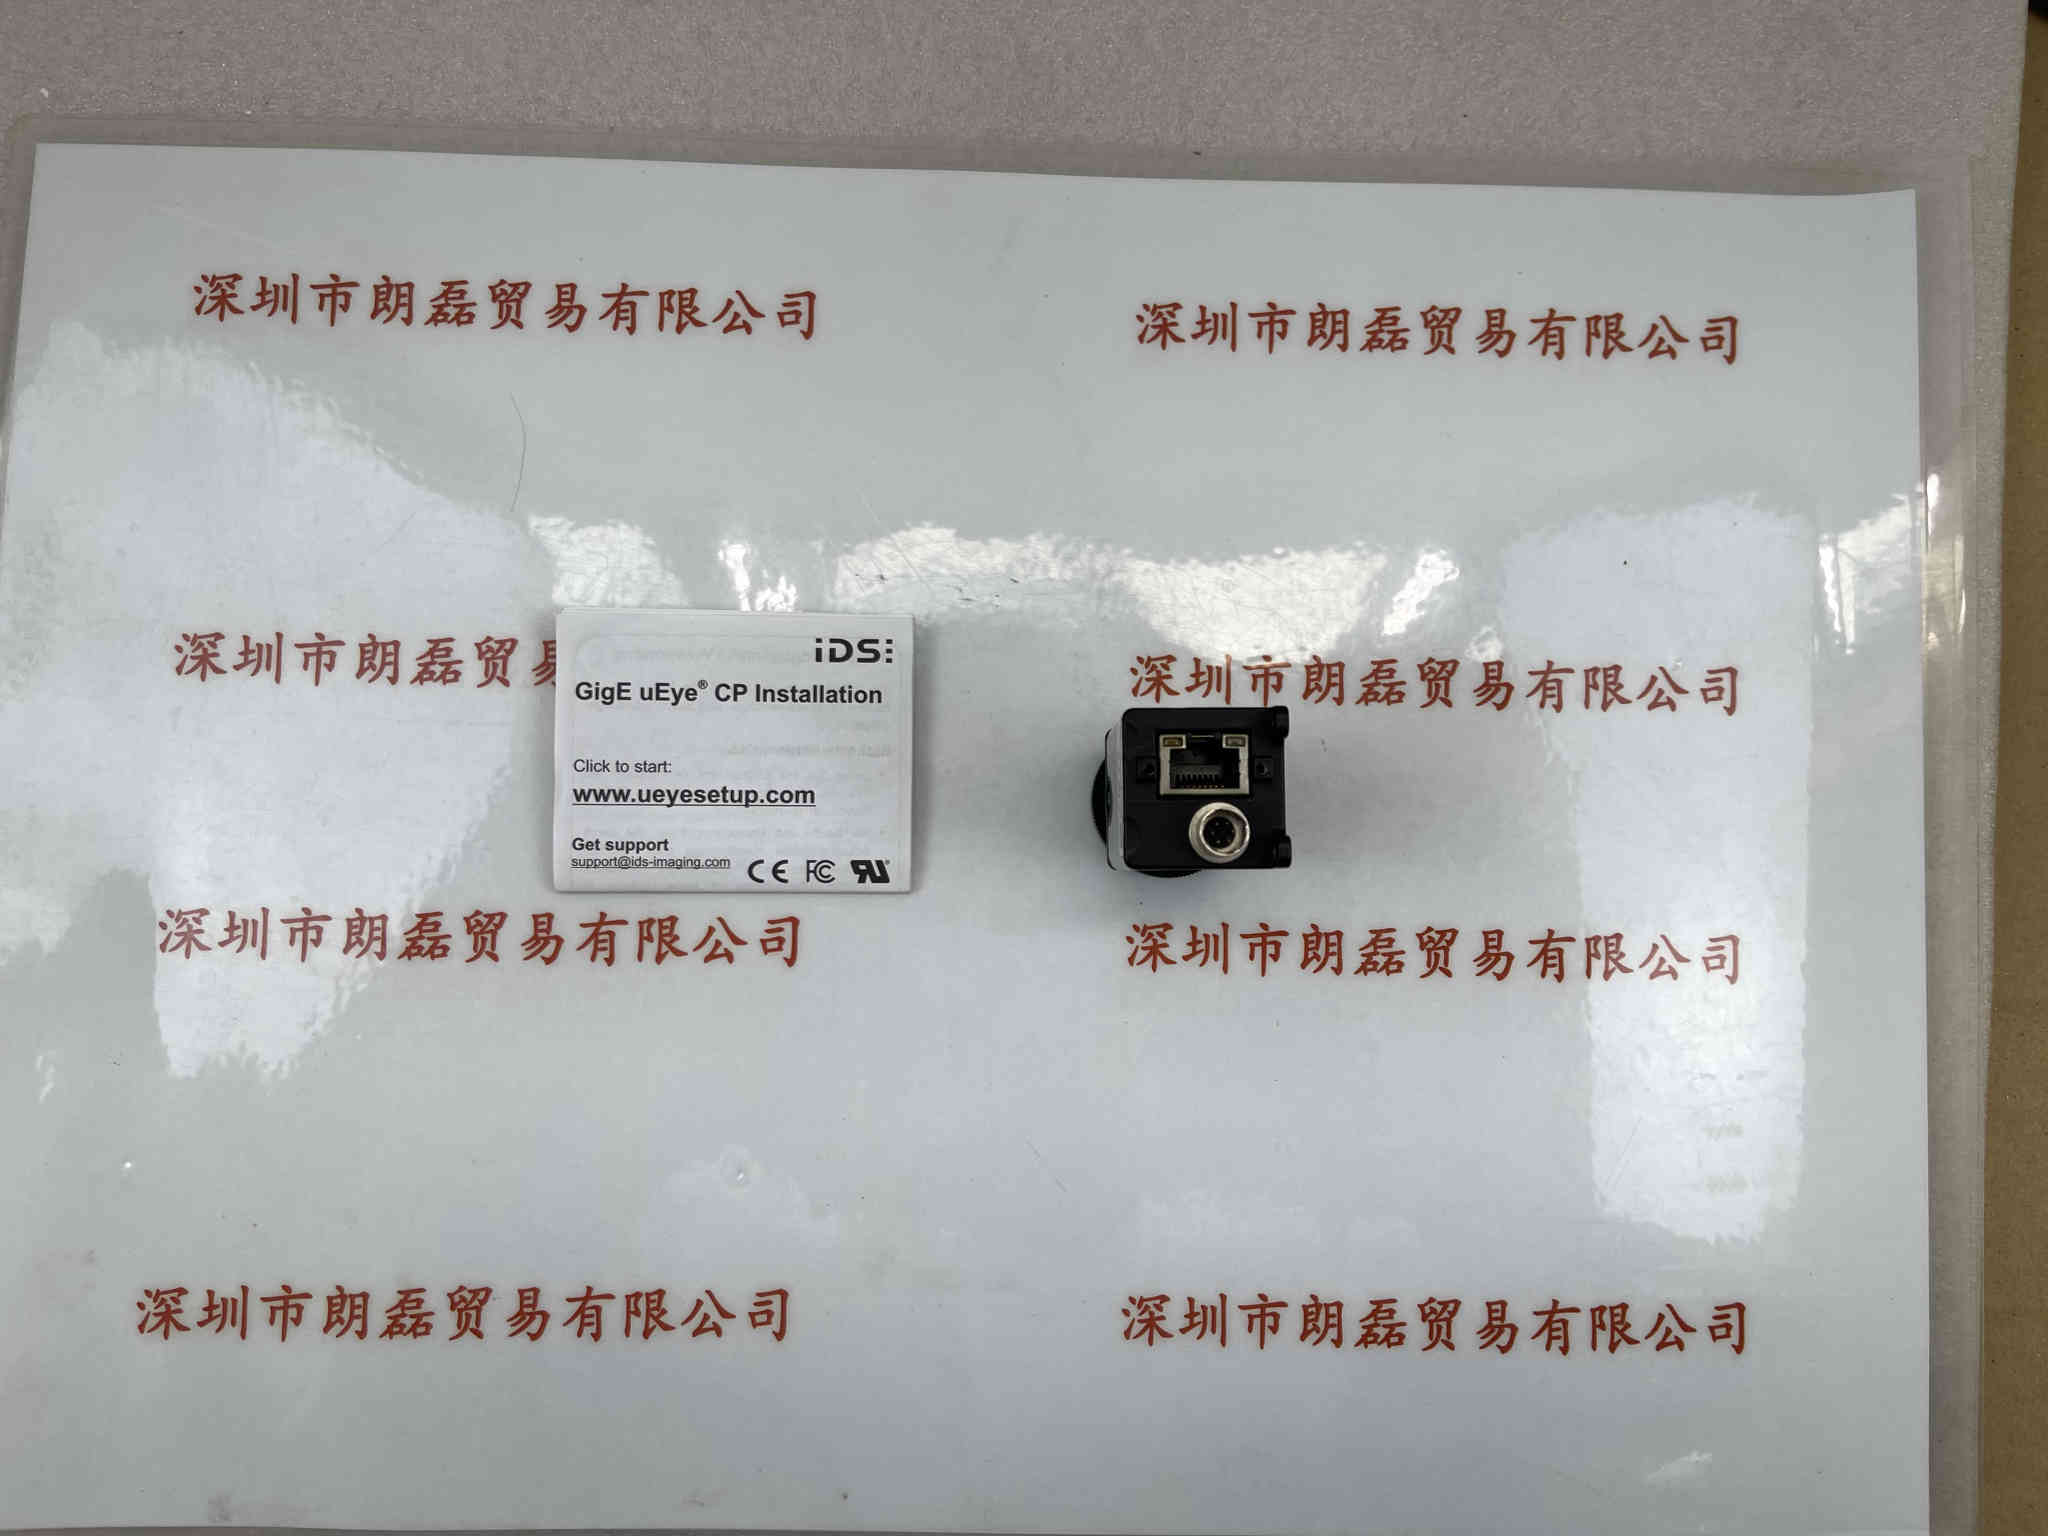 深圳市朗磊贸易有限公司
深圳市朗磊贸易有限公司
深圳市朗磊贸易
深圳市朗磊贸易有限公司
iDS
GigE uEye® CP Installation
Click to start:
www.ueyesetup.com
Get support
support@ids-imaging.com
CE FC RU
深圳市朗磊贸易有限公司
深圳市朗磊贸易有限公司
深圳市朗磊贸易有限公司
深圳市朗磊贸易有限公司